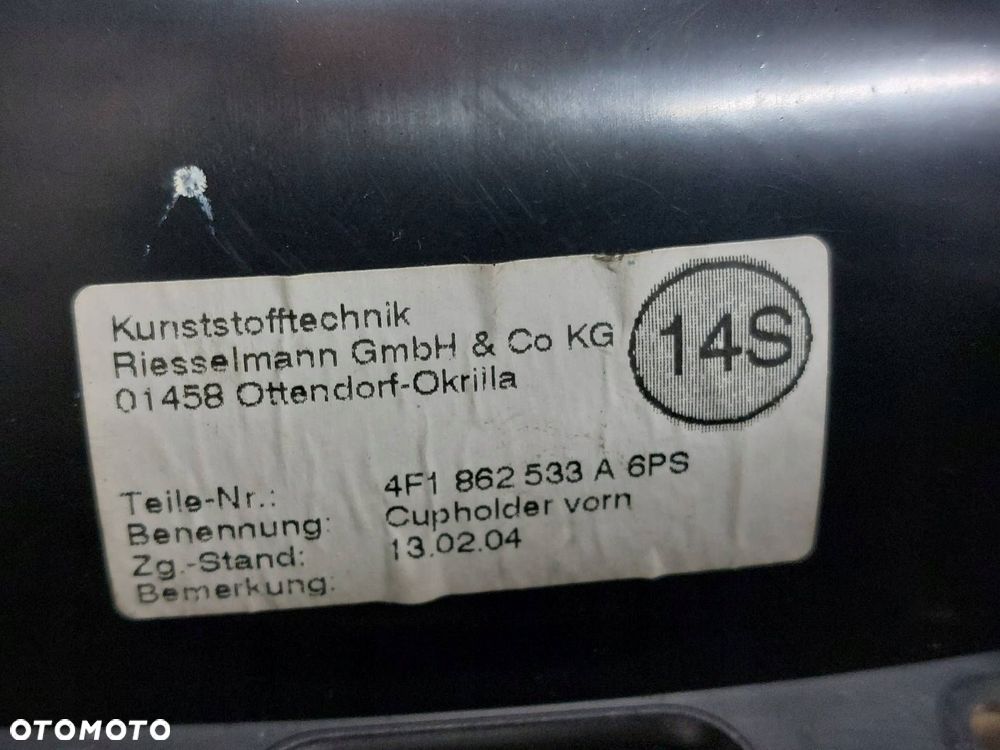 Kunststofftechnik
Riesselmann GmbH & Co KG
01458 Ottendorf-Okrilla
14S
Teile-Nr.: 4F1 862 533 A 6PS
Benennung: Cupholder vorn
Zg.-Stand: 13.02.04
Bemerkung:
OTOMOTO